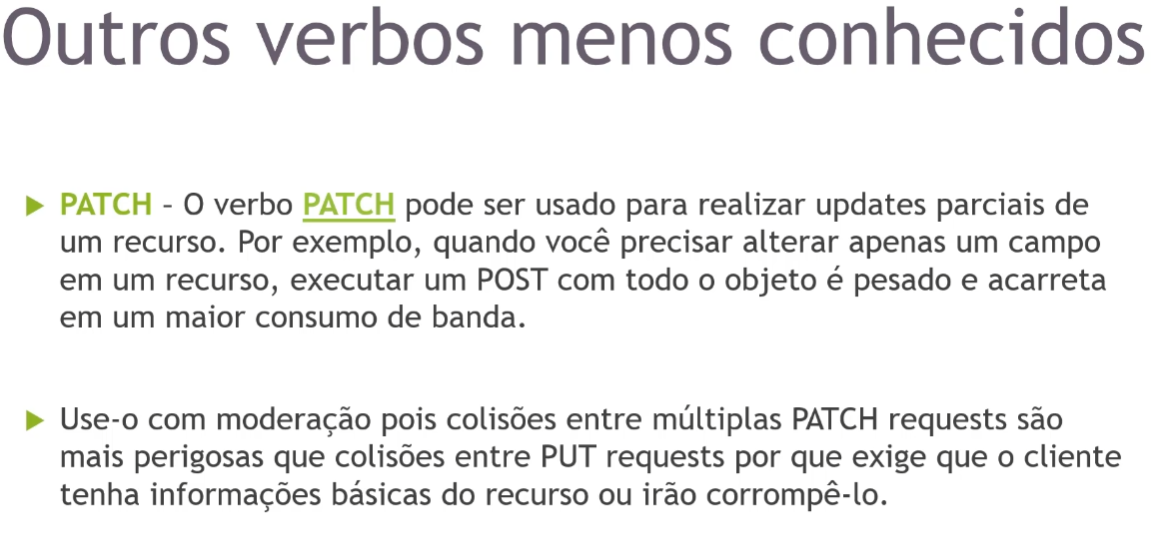 Outros verbos menos conhecidos
PATCH – O verbo PATCH pode ser usado para realizar updates parciais de
um recurso. Por exemplo, quando você precisar alterar apenas um campo
em um recurso, executar um POST com todo o objeto é pesado e acarreta
em um maior consumo de banda.
Use-o com moderação pois colisões entre múltiplas PATCH requests são
mais perigosas que colisões entre PUT requests por que exige que o cliente
tenha informações básicas do recurso ou irão corrompê-lo.